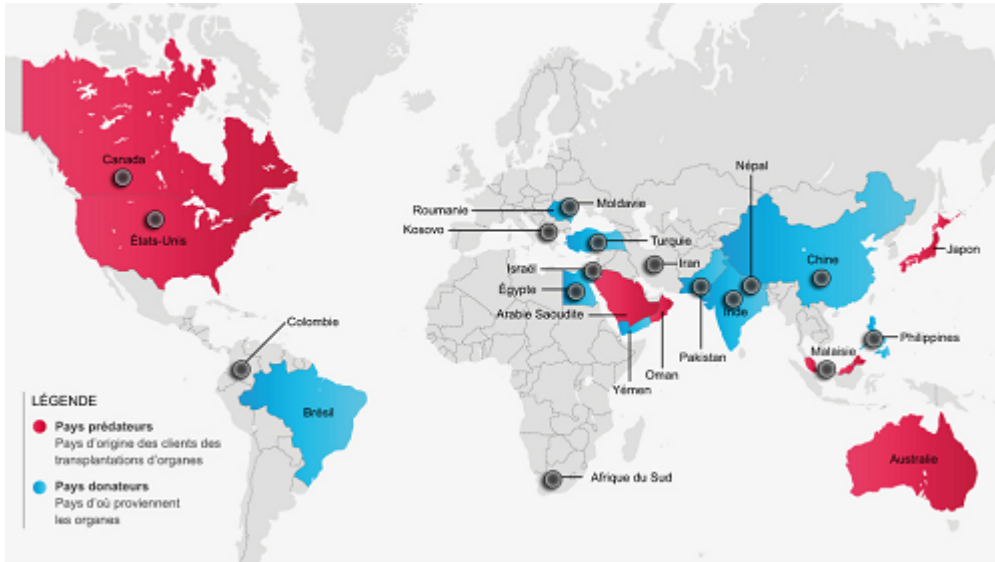 Canada
États-Unis
Colombie
Brésil
Roumanie
Moldavie
Kosovo
Turquie
Israël
Iran
Égypte
Arabie Saoudite
Yémen
Oman
Pakistan
Népal
Inde
Chine
Japon
Philippines
Malaisie
Afrique du Sud
Australie
LÉGENDE
Pays prédateurs
Pays d'origine des clients des
transplantations d'organes
Pays donateurs
Pays d'où proviennent
les organes